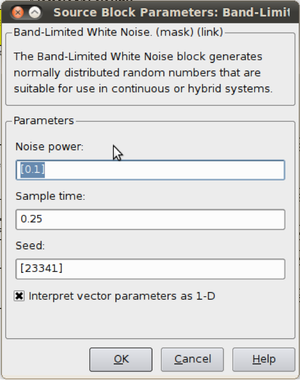 Source Block Parameters: Band-Limit
Band-Limited White Noise. (mask) (link)
The Band-Limited White Noise block generates
normally distributed random numbers that are
suitable for use in continuous or hybrid systems.
Parameters
Noise power:
[0.1]
Sample time:
0.25
Seed:
[23341]
Interpret vector parameters as 1-D
OK Cancel Help